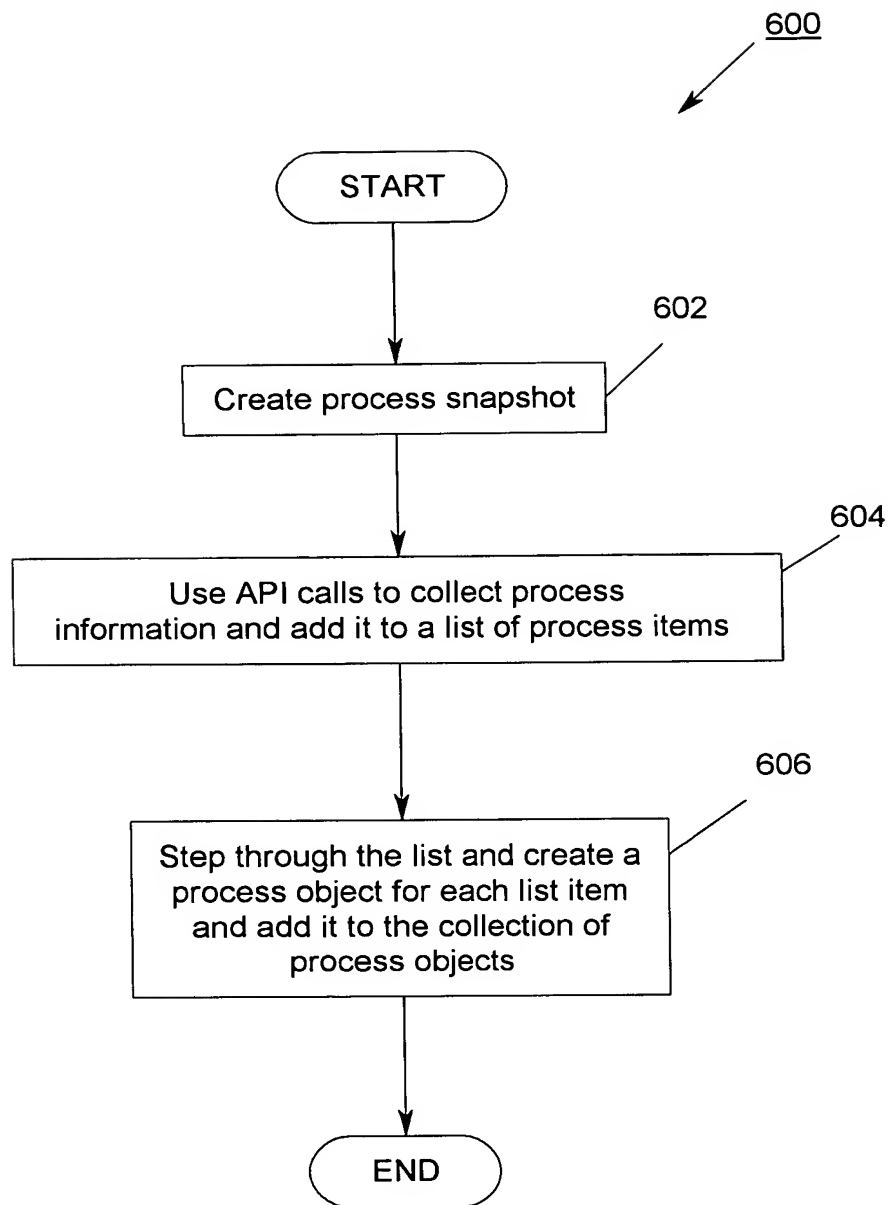 600
START
602
Create process snapshot
604
Use API calls to collect process
information and add it to a list of process items
606
Step through the list and create a
process object for each list item
and add it to the collection of
process objects
END